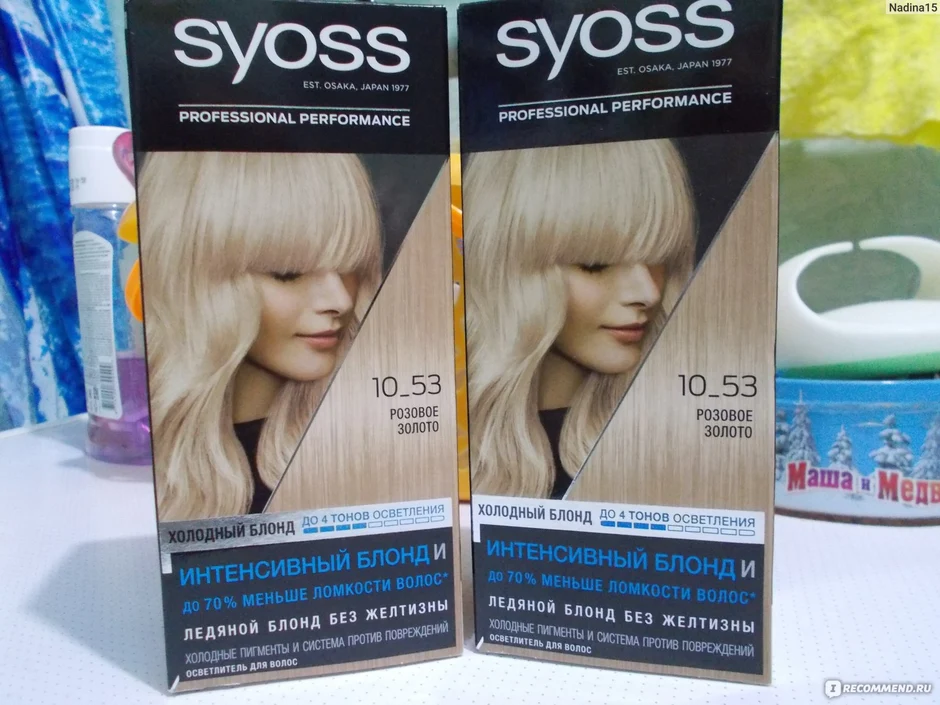 Nadina15
syoss
EST. OSAKA, JAPAN 1977
PROFESSIONAL PERFORMANCE
10_53
РОЗОВОЕ
ЗОЛОТО
ХОЛОДНЫЙ БЛОНД ДО 4 ТОНОВ ОСВЕТЛЕНИЯ
ИНТЕНСИВНЫЙ БЛОНД И
ДО 70% МЕНЬШЕ ЛОМКОСТИ ВОЛОС*
ЛЕДЯНОЙ БЛОНД БЕЗ ЖЕЛТИЗНЫ
ХОЛОДНЫЕ ПИГМЕНТЫ И СИСТЕМА ПРОТИВ ПОВРЕЖДЕНИЙ
ОСВЕТЛИТЕЛЬ ДЛЯ ВОЛОС
syoss
EST. OSAKA, JAPAN 1977
PROFESSIONAL PERFORMANCE
10_53
РОЗОВОЕ
ЗОЛОТО
ХОЛОДНЫЙ БЛОНД ДО 4 ТОНОВ ОСВЕТЛЕНИЯ
ИНТЕНСИВНЫЙ БЛОНД И
ДО 70% МЕНЬШЕ ЛОМКОСТИ ВОЛОС*
ЛЕДЯНОЙ БЛОНД БЕЗ ЖЕЛТИЗНЫ
ХОЛОДНЫЕ ПИГМЕНТЫ И СИСТЕМА ПРОТИВ ПОВРЕЖДЕНИЙ
ОСВЕТЛИТЕЛЬ ДЛЯ ВОЛОС
Маша и Медв
I RECOMMEND.RU